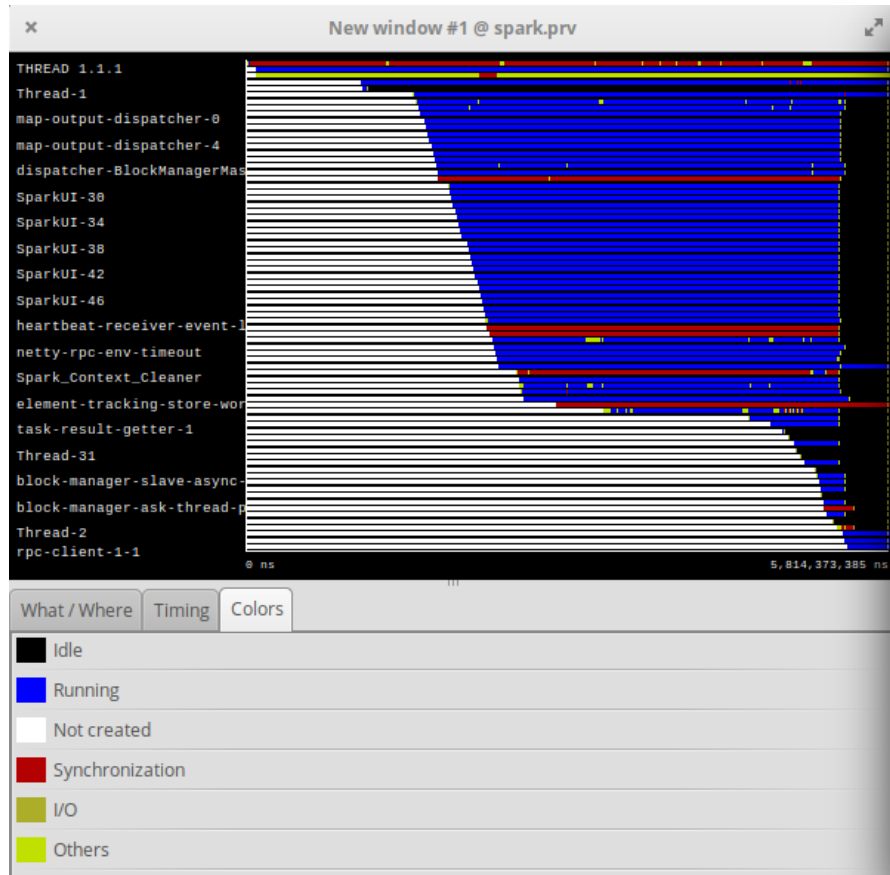 New window #1 @ spark.prv
THREAD 1.1.1
Thread-1
map-output-dispatcher-0
map-output-dispatcher-4
dispatcher-BlockManagerMas
SparkUI-30
SparkUI-34
SparkUI-38
SparkUI-42
SparkUI-46
heartbeat-receiver-event-l
netty-rpc-env-timeout
Spark_Context_Cleaner
element-tracking-store-wor
task-result-getter-1
Thread-31
block-manager-slave-async-
block-manager-ask-thread-p
Thread-2
rpc-client-1-1
0 ns 5,814,373,385 ns
What / Where Timing Colors
Idle
Running
Not created
Synchronization
I/O
Others